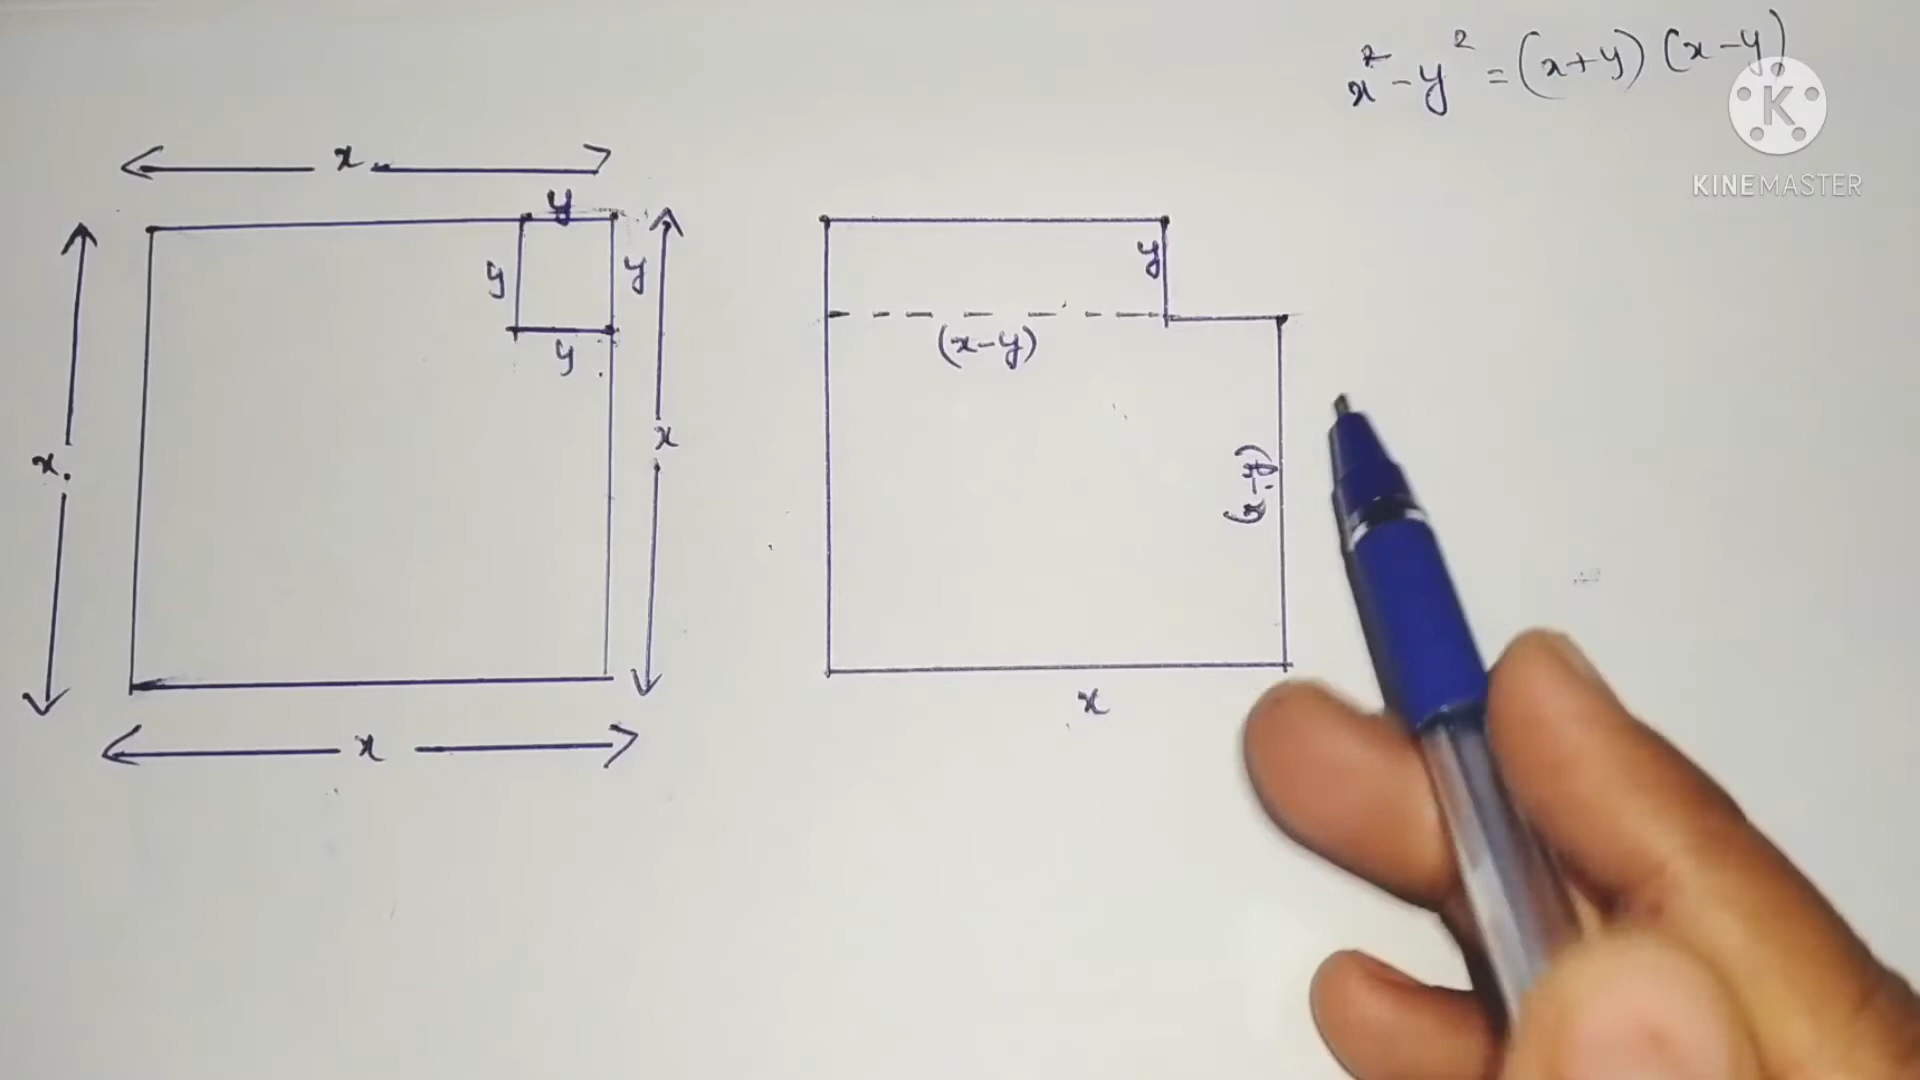 x² - y² = (x+y) (x-y)
KINEMASTER
x
y
y
y
y
x
x
x
y
(x-y)
(x-y)
x